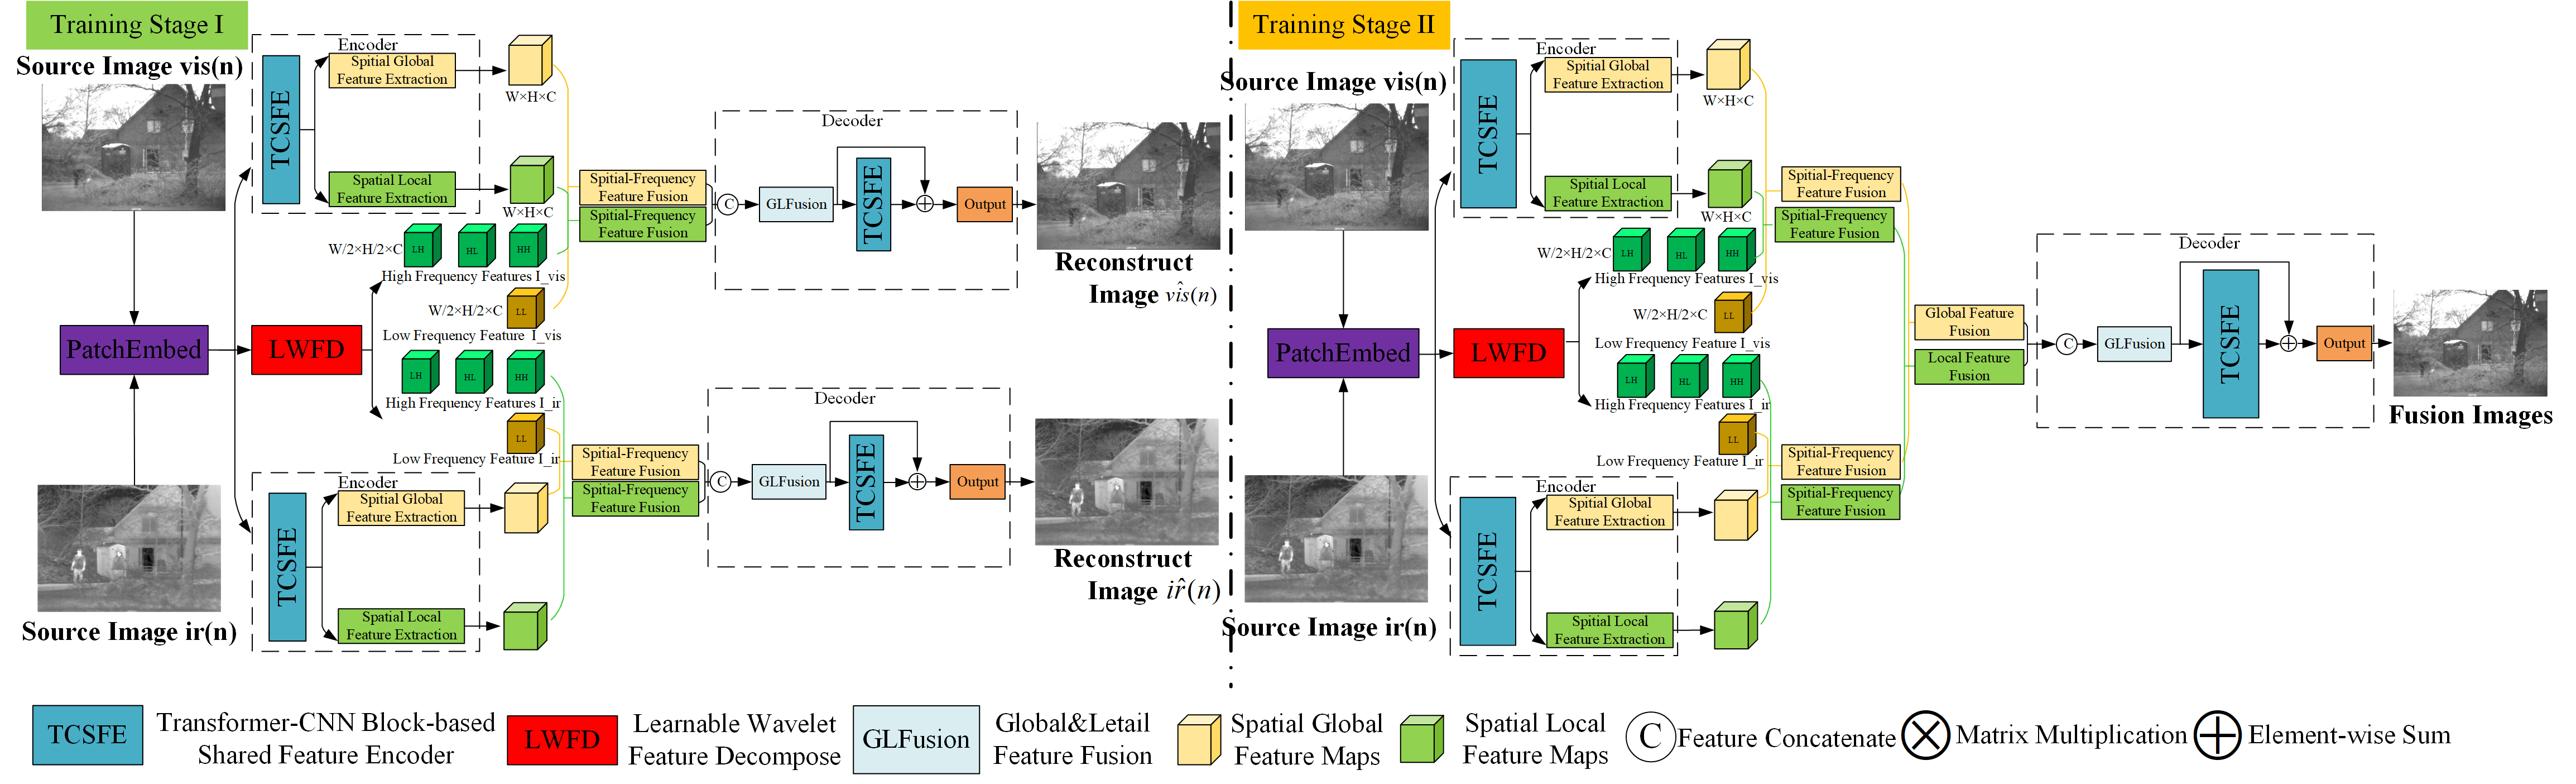 Training Stage I
Source Image vis(n)
Encoder
TCSFE
Spitial Global
Feature Extraction
W×H×C
Spatial Local
Feature Extraction
W×H×C
W/2×H/2×C
LH
HL
HH
High Frequency Features I_vis
W/2×H/2×C
LL
Low Frequency Feature I_vis
PatchEmbed
LWFD
LH
HL
HH
High Frequency Features I_ir
LL
Low Frequency Feature I_ir
Encoder
TCSFE
Spitial Global
Feature Extraction
Spatial Local
Feature Extraction
Source Image ir(n)
Spitial-Frequency
Feature Fusion
Spitial-Frequency
Feature Fusion
Decoder
C
GLFusion
TCSFE
Output
Reconstruct
Image vîs(n)
Spitial-Frequency
Feature Fusion
Spitial-Frequency
Feature Fusion
Decoder
C
GLFusion
TCSFE
Output
Reconstruct
Image ir̂(n)
Training Stage II
Source Image vis(n)
Encoder
TCSFE
Spitial Global
Feature Extraction
W×H×C
Spitial Local
Feature Extraction
W×H×C
W/2×H/2×C
LH
HL
HH
High Frequency Features I_vis
W/2×H/2×C
LL
Low Frequency Feature I_vis
PatchEmbed
LWFD
LH
HL
HH
High Frequency Features I_ir
LL
Low Frequency Feature I_ir
Encoder
TCSFE
Spitial Global
Feature Extraction
Spitial Local
Feature Extraction
Source Image ir(n)
Spitial-Frequency
Feature Fusion
Spitial-Frequency
Feature Fusion
Spitial-Frequency
Feature Fusion
Spitial-Frequency
Feature Fusion
Global Feature
Fusion
Local Feature
Fusion
Decoder
C
GLFusion
TCSFE
Output
Fusion Images
TCSFE
Transformer-CNN Block-based
Shared Feature Encoder
LWFD
Learnable Wavelet
Feature Decompose
GLFusion
Global&Letail
Feature Fusion
Spatial Global
Feature Maps
Spatial Local
Feature Maps
C
Feature Concatenate
Matrix Multiplication
Element-wise Sum